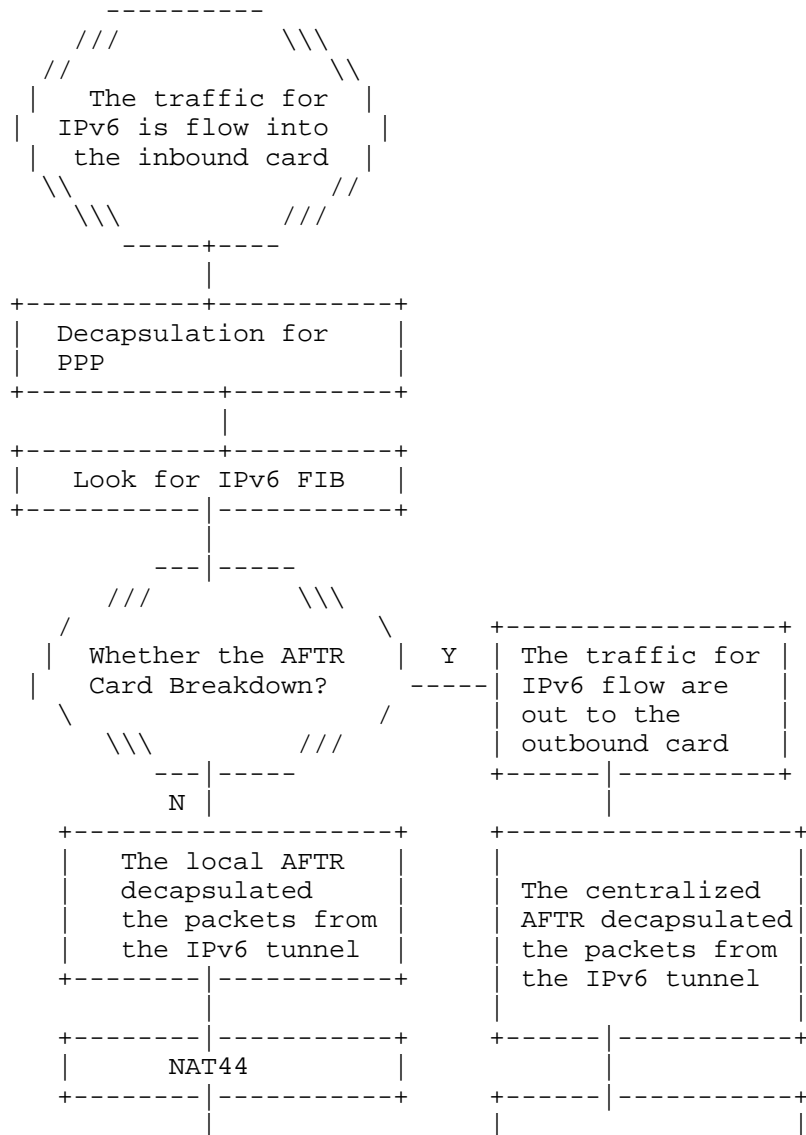 The traffic for
IPv6 is flow into
the inbound card
Decapsulation for
PPP
Look for IPv6 FIB
Whether the AFTR
Card Breakdown?
Y
The traffic for
IPv6 flow are
out to the
outbound card
N
The local AFTR
decapsulated
the packets from
the IPv6 tunnel
The centralized
AFTR decapsulated
the packets from
the IPv6 tunnel
NAT44